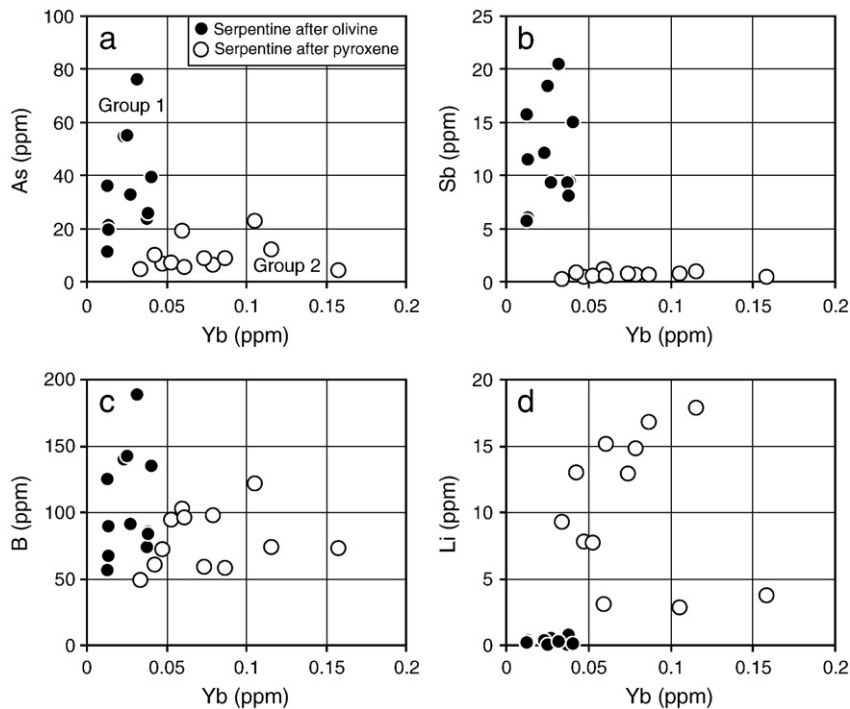 a
Serpentine after olivine
Serpentine after pyroxene
Group 1
Group 2
As (ppm)
100
80
60
40
20
0
0 0.05 0.1 0.15 0.2
Yb (ppm)
b
Sb (ppm)
25
20
15
10
5
0
0 0.05 0.1 0.15 0.2
Yb (ppm)
c
B (ppm)
200
150
100
50
0
0 0.05 0.1 0.15 0.2
Yb (ppm)
d
Li (ppm)
20
15
10
5
0
0 0.05 0.1 0.15 0.2
Yb (ppm)